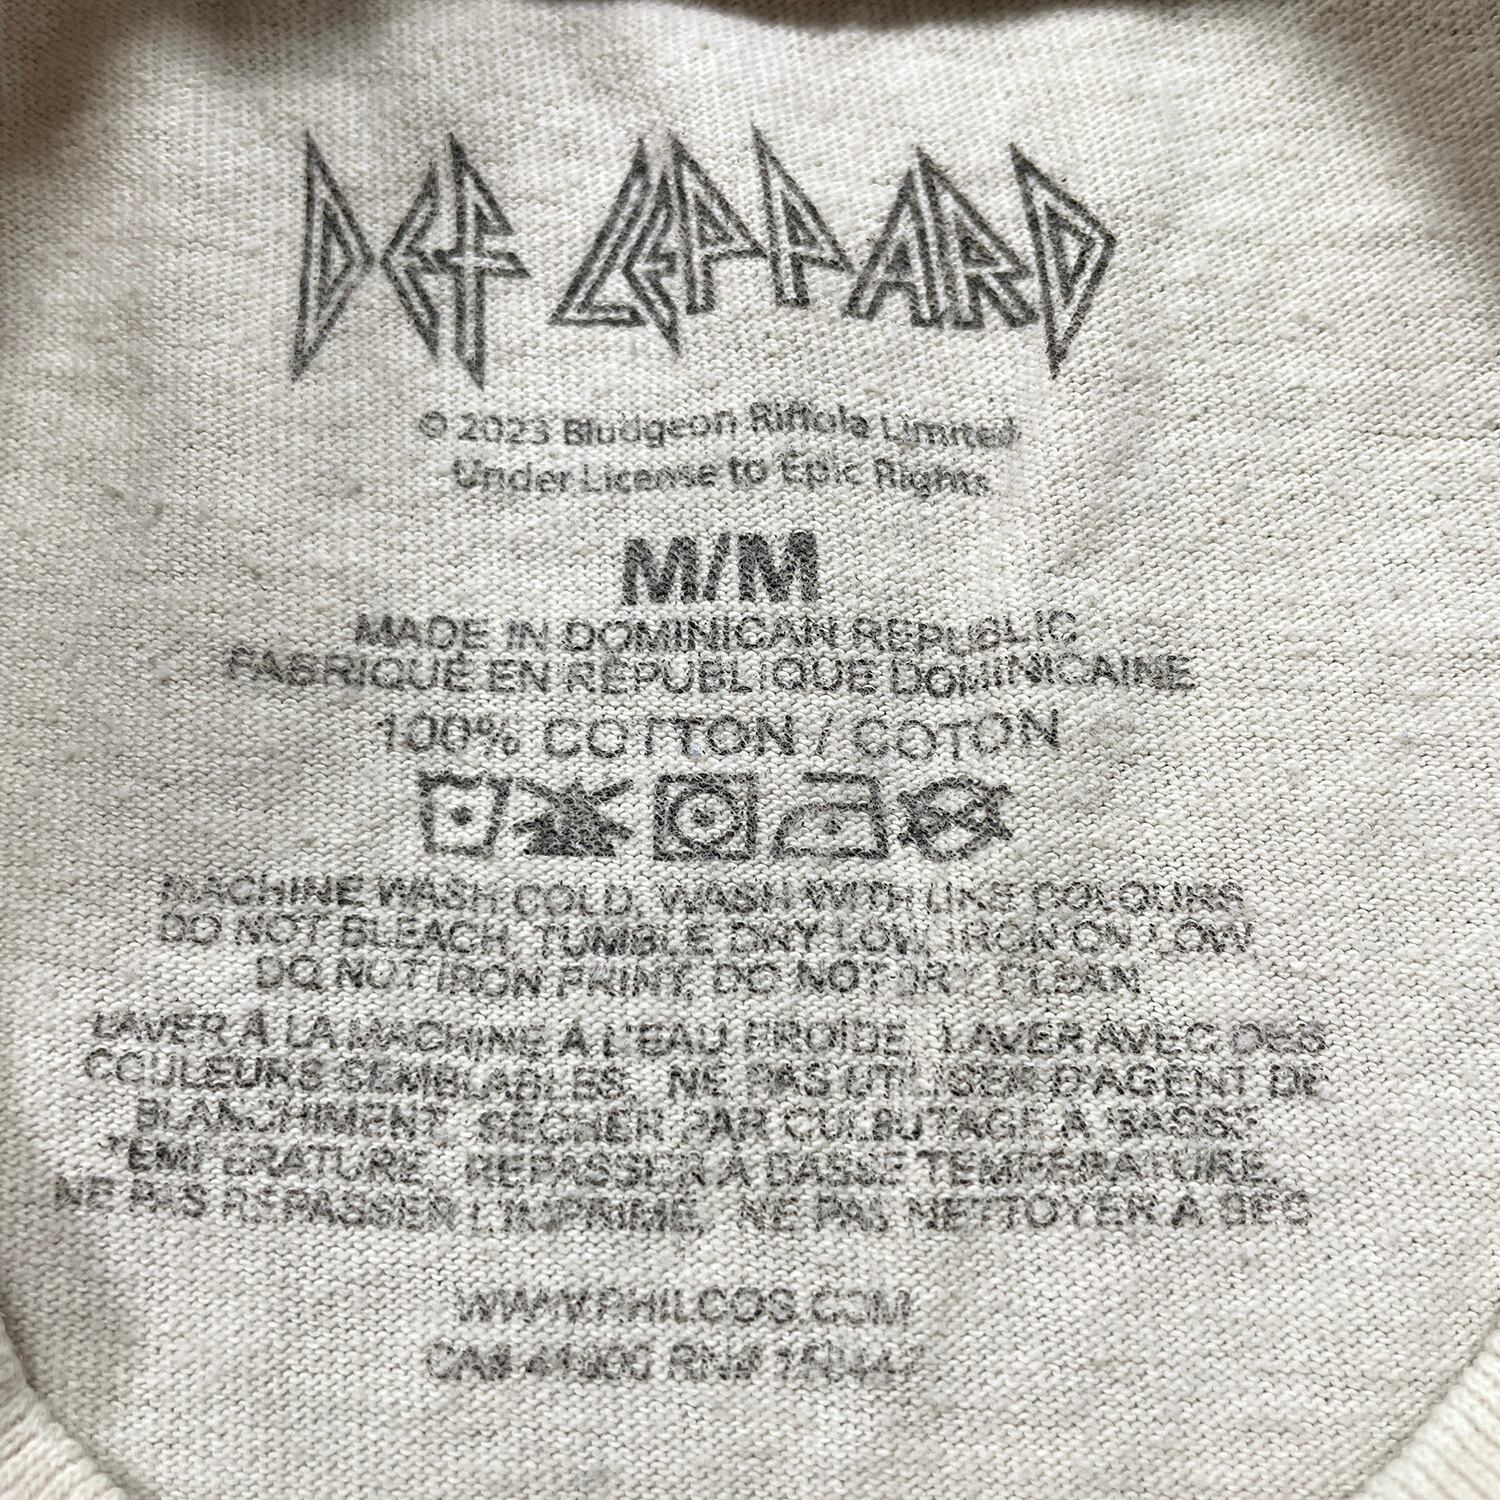 DEF LEPPARD
© 2023 Bludgeon Riffola Limited
Under License to Epic Rights
M/M
MADE IN DOMINICAN REPUBLIC
FABRIQUÉ EN RÉPUBLIQUE DOMINICAINE
100% COTTON / COTON
MACHINE WASH COLD, WASH WITH LIKE COLOURS
DO NOT BLEACH, TUMBLE DRY LOW, IRON ON LOW
DO NOT IRON PRINT, DO NOT DRY CLEAN
LAVER À LA MACHINE À L'EAU FROIDE, LAVER AVEC DES
COULEURS SEMBLABLES, NE PAS UTILISER D'AGENT DE
BLANCHIMENT, SÉCHER PAR CULBUTAGE À BASSE
TEMPÉRATURE, REPASSER À BASSE TEMPÉRATURE
NE PAS REPASSER L'IMPRIMÉ, NE PAS NETTOYER À SEC
WWW.PHILCOS.COM
CA# RN#